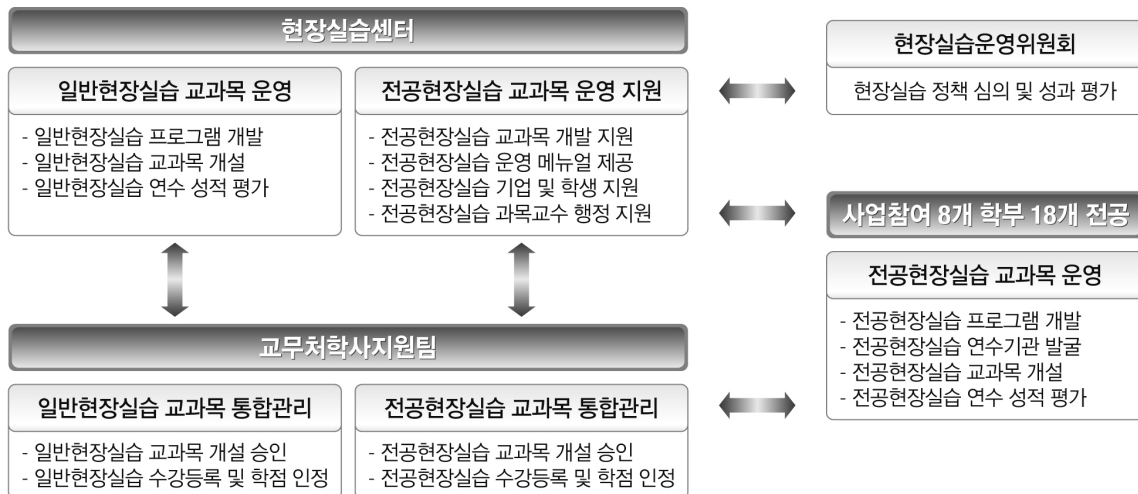 현장실습센터
일반현장실습 교과목 운영
- 일반현장실습 프로그램 개발
- 일반현장실습 교과목 개설
- 일반현장실습 연수 성적 평가
전공현장실습 교과목 운영 지원
- 전공현장실습 교과목 개발 지원
- 전공현장실습 운영 메뉴얼 제공
- 전공현장실습 기업 및 학생 지원
- 전공현장실습 과목교수 행정 지원
현장실습운영위원회
현장실습 정책 심의 및 성과 평가
사업참여 8개 학부 18개 전공
전공현장실습 교과목 운영
- 전공현장실습 프로그램 개발
- 전공현장실습 연수기관 발굴
- 전공현장실습 교과목 개설
- 전공현장실습 연수 성적 평가
교무처학사지원팀
일반현장실습 교과목 통합관리
- 일반현장실습 교과목 개설 승인
- 일반현장실습 수강등록 및 학점 인정
전공현장실습 교과목 통합관리
- 전공현장실습 교과목 개설 승인
- 전공현장실습 수강등록 및 학점 인정